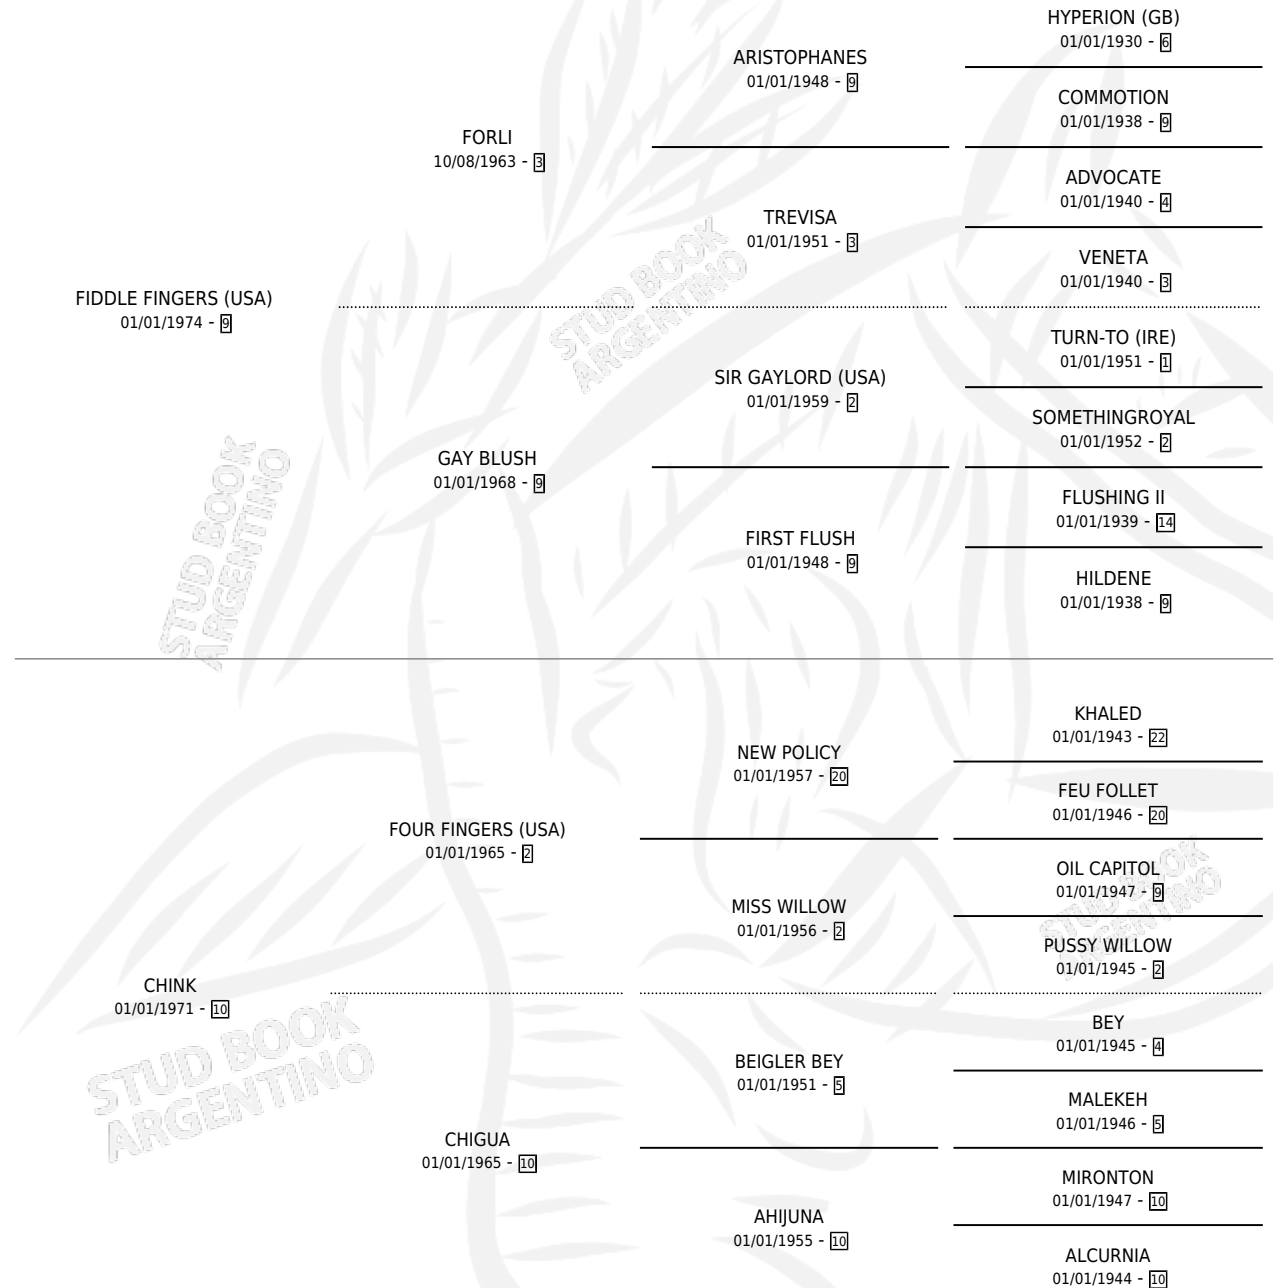 HYPERION (GB)
01/01/1930 - 6
ARISTOPHANES
01/01/1948 - 9
COMMOTION
01/01/1938 - 9
FORLI
10/08/1963 - 3
ADVOCATE
01/01/1940 - 4
TREVISA
01/01/1951 - 3
VENETA
01/01/1940 - 3
FIDDLE FINGERS (USA)
01/01/1974 - 9
TURN-TO (IRE)
01/01/1951 - 1
SIR GAYLORD (USA)
01/01/1959 - 2
SOMETHINGROYAL
01/01/1952 - 2
GAY BLUSH
01/01/1968 - 9
FLUSHING II
01/01/1939 - 14
FIRST FLUSH
01/01/1948 - 9
HILDENE
01/01/1938 - 9
KHALED
01/01/1943 - 22
NEW POLICY
01/01/1957 - 20
FEU FOLLET
01/01/1946 - 20
FOUR FINGERS (USA)
01/01/1965 - 2
OIL CAPITOL
01/01/1947 - 9
MISS WILLOW
01/01/1956 - 2
PUSSY WILLOW
01/01/1945 - 2
CHINK
01/01/1971 - 10
BEY
01/01/1945 - 4
BEIGLER BEY
01/01/1951 - 5
MALEKEH
01/01/1946 - 5
CHIGUA
01/01/1965 - 10
MIRONTON
01/01/1947 - 10
AHIJUNA
01/01/1955 - 10
ALCURNIA
01/01/1944 - 10
STUD BOOK
ARGENTINO
STUD BOOK
ARGENTINO
STUD BOOK
ARGENTINO
STUD BOOK
ARGENTINO